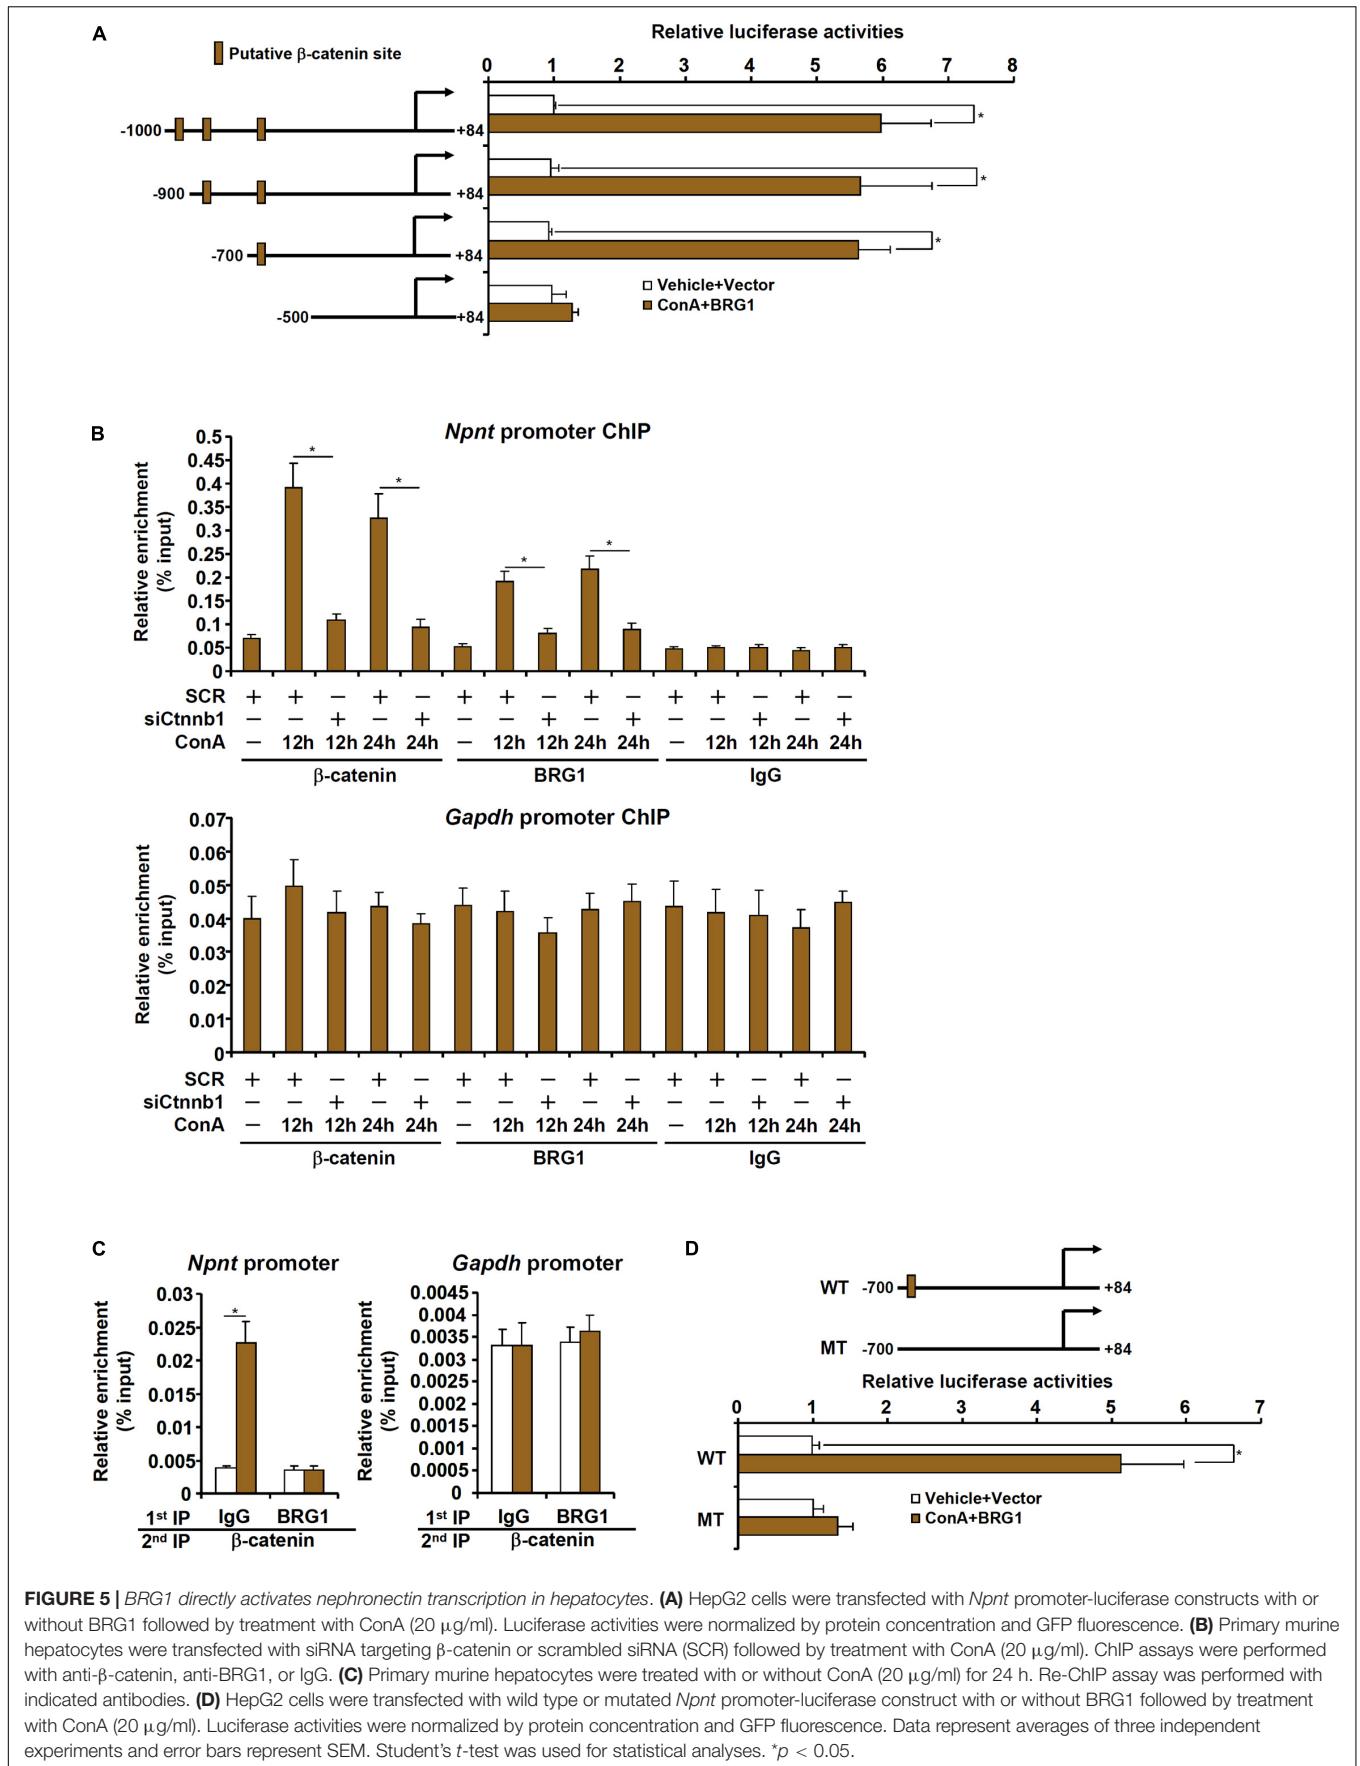 A
Relative luciferase activities
Putative β-catenin site
0 1 2 3 4 5 6 7 8
-1000 +84 *
-900 +84 *
-700 +84 *
Vehicle+Vector
ConA+BRG1
-500 +84
B
Npnt promoter ChIP
Relative enrichment
(% input)
0.5
0.45
0.4
0.35
0.3
0.25
0.2
0.15
0.1
0.05
0
* * * *
SCR + + − + − + + − + − + + − + −
siCtnnb1 − − + − + − − + − + − − + − +
ConA − 12h 12h 24h 24h − 12h 12h 24h 24h − 12h 12h 24h 24h
β-catenin BRG1 IgG
Gapdh promoter ChIP
Relative enrichment
(% input)
0.07
0.06
0.05
0.04
0.03
0.02
0.01
0
SCR + + − + − + + − + − + + − + −
siCtnnb1 − − + − + − − + − + − − + − +
ConA − 12h 12h 24h 24h − 12h 12h 24h 24h − 12h 12h 24h 24h
β-catenin BRG1 IgG
C
Npnt promoter
Relative enrichment
(% input)
0.03
0.025
0.02
0.015
0.01
0.005
0
*
1st IP IgG BRG1
2nd IP β-catenin
Gapdh promoter
Relative enrichment
(% input)
0.0045
0.004
0.0035
0.003
0.0025
0.002
0.0015
0.001
0.0005
0
1st IP IgG BRG1
2nd IP β-catenin
D
WT -700 +84
MT -700 +84
Relative luciferase activities
0 1 2 3 4 5 6 7
WT *
Vehicle+Vector
ConA+BRG1
MT
FIGURE 5 | BRG1 directly activates nephronectin transcription in hepatocytes. (A) HepG2 cells were transfected with Npnt promoter-luciferase constructs with or
without BRG1 followed by treatment with ConA (20 μg/ml). Luciferase activities were normalized by protein concentration and GFP fluorescence. (B) Primary murine
hepatocytes were transfected with siRNA targeting β-catenin or scrambled siRNA (SCR) followed by treatment with ConA (20 μg/ml). ChIP assays were performed
with anti-β-catenin, anti-BRG1, or IgG. (C) Primary murine hepatocytes were treated with or without ConA (20 μg/ml) for 24 h. Re-ChIP assay was performed with
indicated antibodies. (D) HepG2 cells were transfected with wild type or mutated Npnt promoter-luciferase construct with or without BRG1 followed by treatment
with ConA (20 μg/ml). Luciferase activities were normalized by protein concentration and GFP fluorescence. Data represent averages of three independent
experiments and error bars represent SEM. Student's t-test was used for statistical analyses. *p < 0.05.